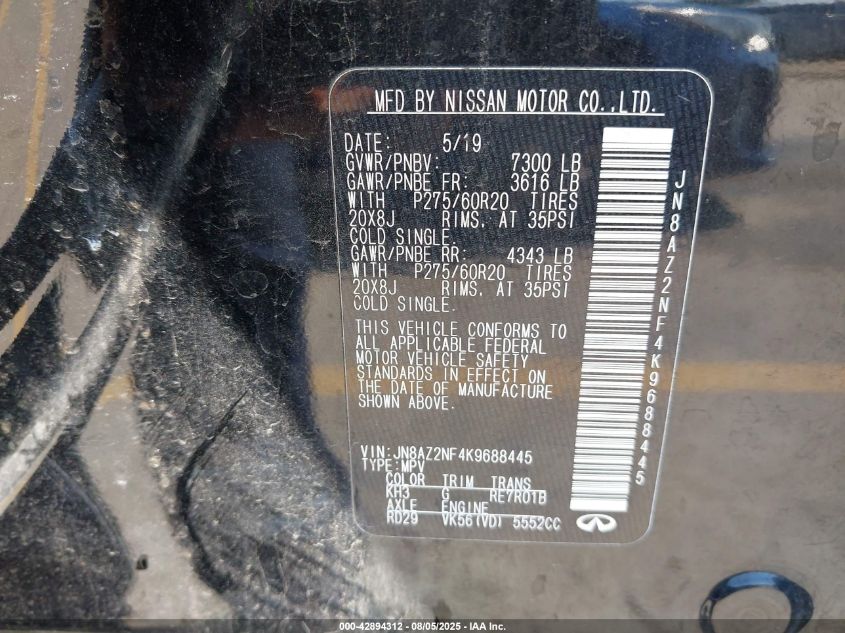 MFD BY NISSAN MOTOR CO.,LTD.
DATE: 5/19
GVWR/PNBV: 7300 LB
GAWR/PNBE FR: 3616 LB
WITH P275/60R20 TIRES
20X8J RIMS. AT 35PSI
COLD SINGLE.
GAWR/PNBE RR: 4343 LB
WITH P275/60R20 TIRES
20X8J RIMS. AT 35PSI
COLD SINGLE.
THIS VEHICLE CONFORMS TO
ALL APPLICABLE FEDERAL
MOTOR VEHICLE SAFETY
STANDARDS IN EFFECT ON
THE DATE OF MANUFACTURE
SHOWN ABOVE.
VIN:JN8AZ2NF4K9688445
TYPE:MPV
COLOR TRIM TRANS
KH3 G RE7R01B
AXLE ENGINE
RD29 VK56(VD) 5552CC
JN8AZ2NF4K9688445
000-42894312 - 08/05/2025 - IAA Inc.